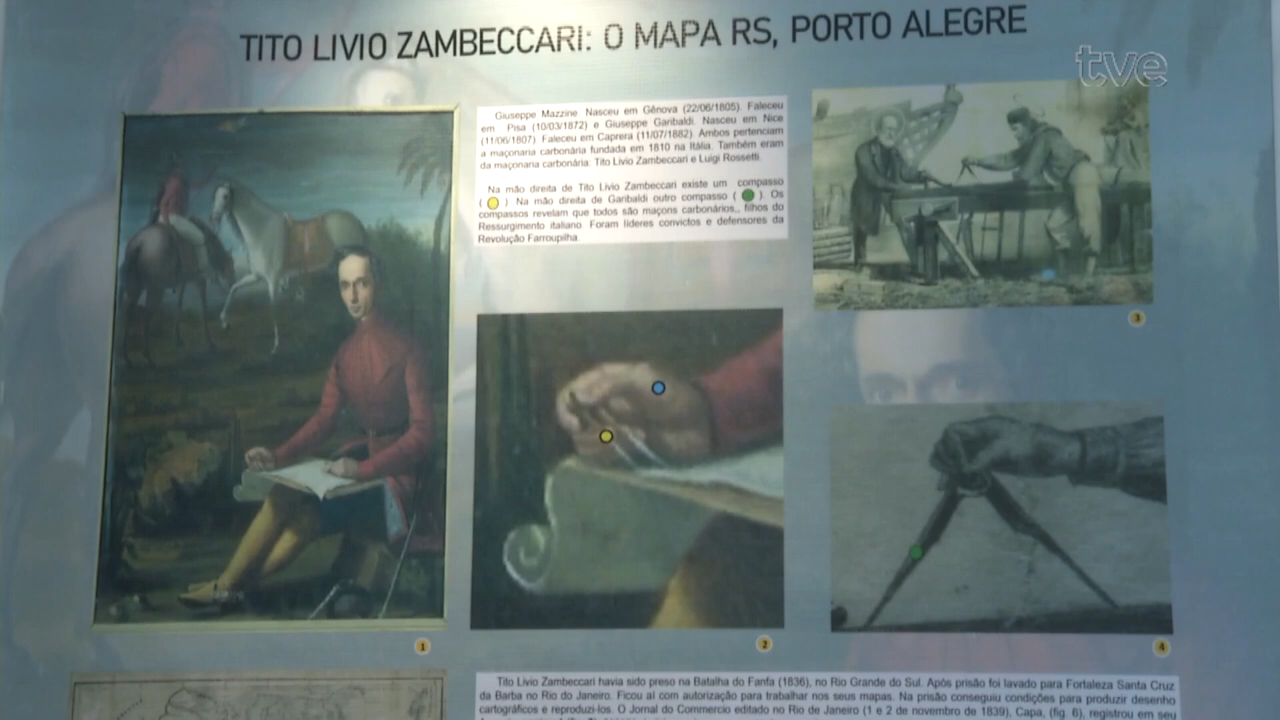 TITO LIVIO ZAMBECCARI: O MAPA RS, PORTO ALEGRE
tve
Giuseppe Mazzine Nasceu em Gênova (22/06/1805). Faleceu
em Pisa (10/03/1872) e Giuseppe Garibaldi. Nasceu em Nice
(11/06/1807) Faleceu em Caprera (11/07/1882). Ambos pertenciam
a maçonaria carbonária fundada em 1810 na Itália. Também eram
da maçonaria carbonária: Tito Livio Zambeccari e Luigi Rossetti.
Na mão direita de Tito Livio Zambeccari existe um compasso
( ) Na mão direita de Garibaldi outro compasso ( ). Os
compassos revelam que todos são maçons carbonários,, filhos do
Ressurgimento italiano. Foram líderes convictos e defensores da
Revolução Farroupilha.
3
1
2
4
Tito Livio Zambeccari havia sido preso na Batalha do Fanfa (1836), no Rio Grande do Sul. Após prisão foi lavado para Fortaleza Santa Cruz
da Barba no Rio do Janeiro. Ficou aí com autorização para trabalhar nos seus mapas. Na prisão conseguiu condições para produzir desenho
cartográficos e reproduzi-los. O Jornal do Commercio editado no Rio de Janeiro (1 e 2 de novembro de 1839), Capa, (fig. 6), registrou em seu